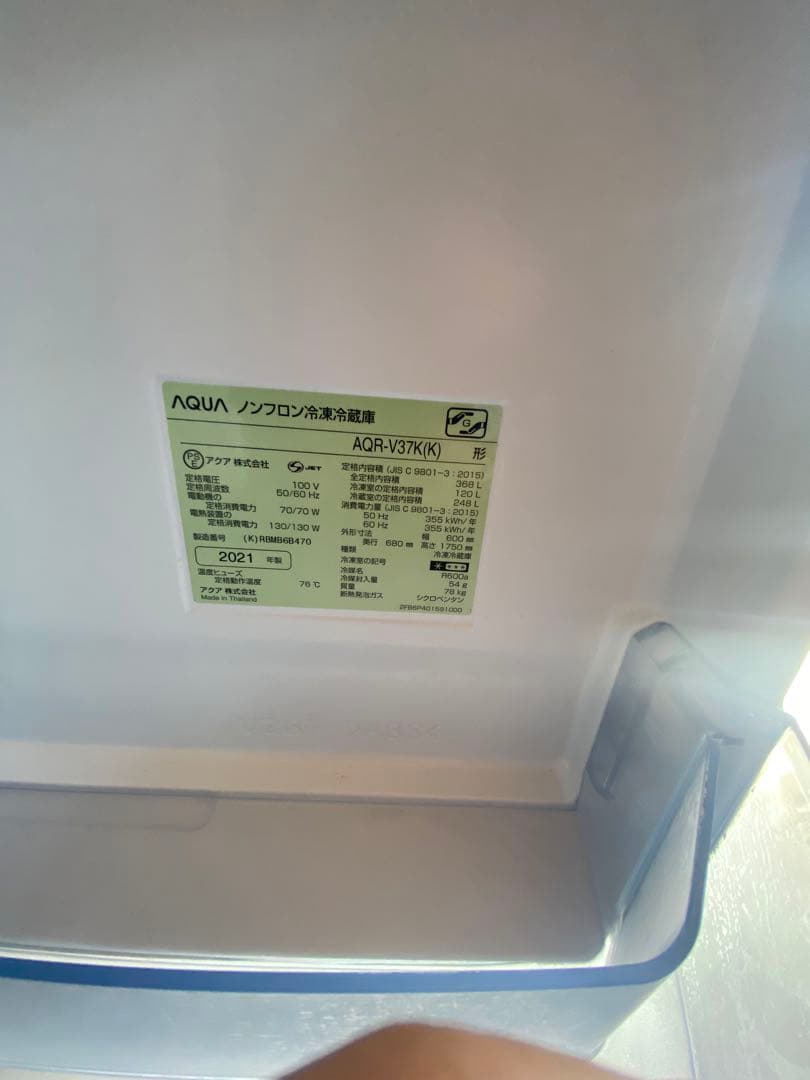 AQUA ノンフロン冷凍冷蔵庫
G
AQR-V37K(K) 形
PS E アクア 株式会社 S JET
定格電圧 100 V
定格周波数 50/60 Hz
電動機の
定格消費電力 70/70 W
電熱装置の
定格消費電力 130/130 W
製造番号 (K)RBMB6B470
2021 年製
温度ヒューズ
定格動作温度 76 ℃
アクア 株式会社
Made in Thailand
定格内容積 (JIS C 9801-3:2015)
全定格内容積 368 L
冷凍室の定格内容積 120 L
冷蔵室の定格内容積 248 L
消費電力量 (JIS C 9801-3:2015)
50 Hz 355 kWh/年
60 Hz 355 kWh/年
外形寸法 幅 600 ㎜
奥行 680 ㎜ 高さ 1750 ㎜
種類 冷凍冷蔵庫
冷凍室の記号 ****
冷媒名 R600a
冷媒封入量 54 g
質量 78 kg
断熱発泡ガス シクロペンタン
2FB6P401591000